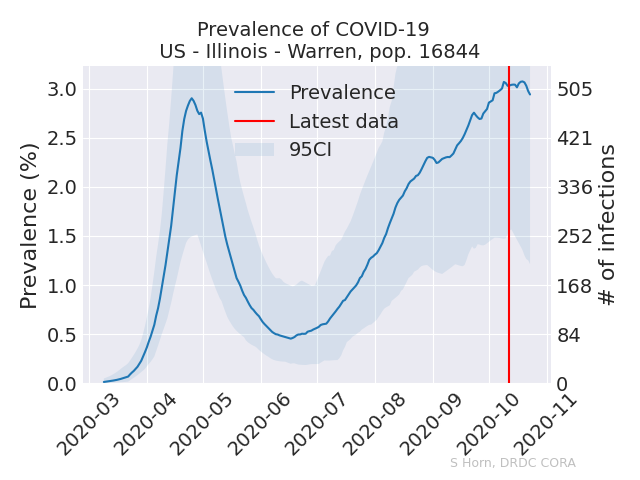 Prevalence of COVID-19
US - Illinois - Warren, pop. 16844
Prevalence
Latest data
95CI
Prevalence (%)
3.0
2.5
2.0
1.5
1.0
0.5
0.0
505
421
336
252
168
84
0
# of infections
2020-03
2020-04
2020-05
2020-06
2020-07
2020-08
2020-09
2020-10
2020-11
S Horn, DRDC CORA